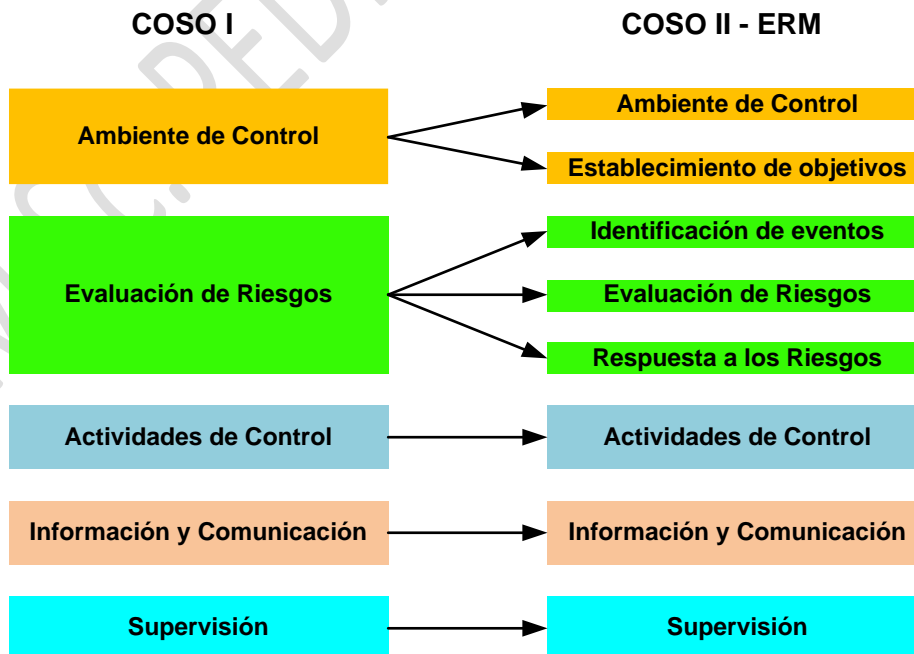 COSO I
COSO II - ERM
Ambiente de Control
Ambiente de Control
Establecimiento de objetivos
Evaluación de Riesgos
Identificación de eventos
Evaluación de Riesgos
Respuesta a los Riesgos
Actividades de Control
Actividades de Control
Información y Comunicación
Información y Comunicación
Supervisión
Supervisión